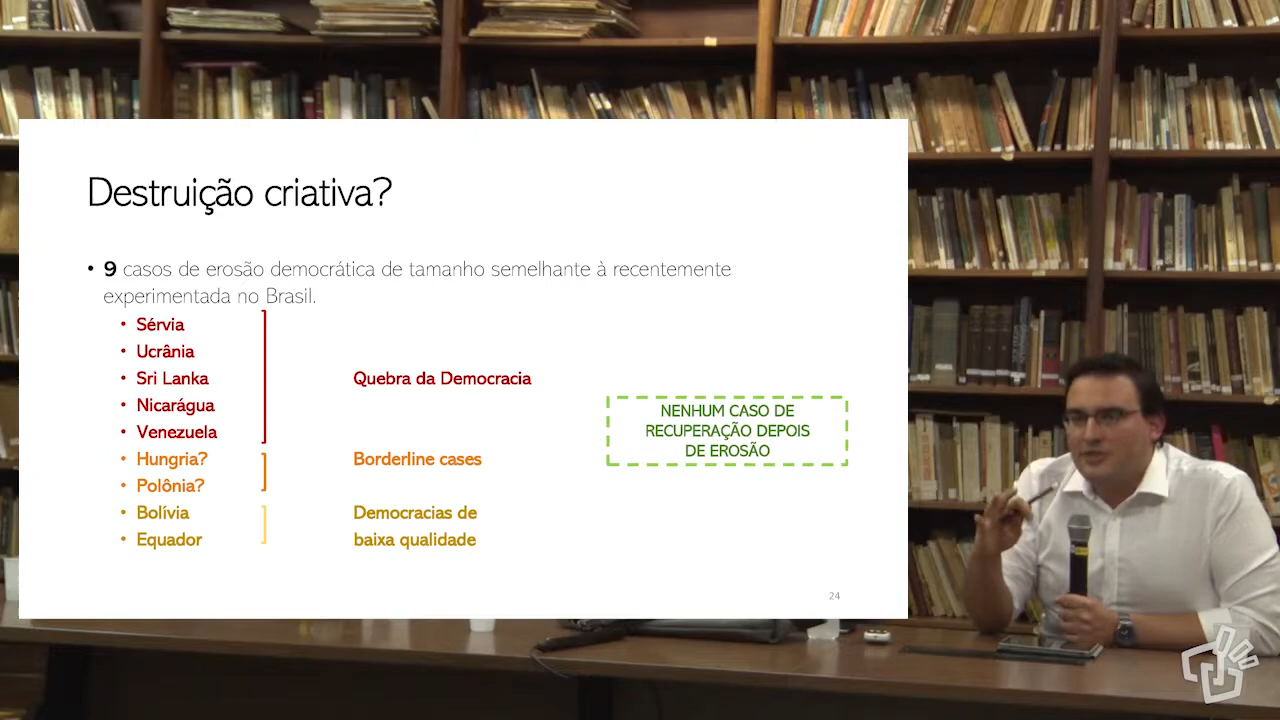 Destruição criativa?
• 9 casos de erosão democrática de tamanho semelhante à recentemente
experimentada no Brasil.
• Sérvia
• Ucrânia
• Sri Lanka
• Nicarágua
• Venezuela
• Hungria?
• Polônia?
• Bolívia
• Equador
Quebra da Democracia
Borderline cases
Democracias de
baixa qualidade
NENHUM CASO DE
RECUPERAÇÃO DEPOIS
DE EROSÃO
24